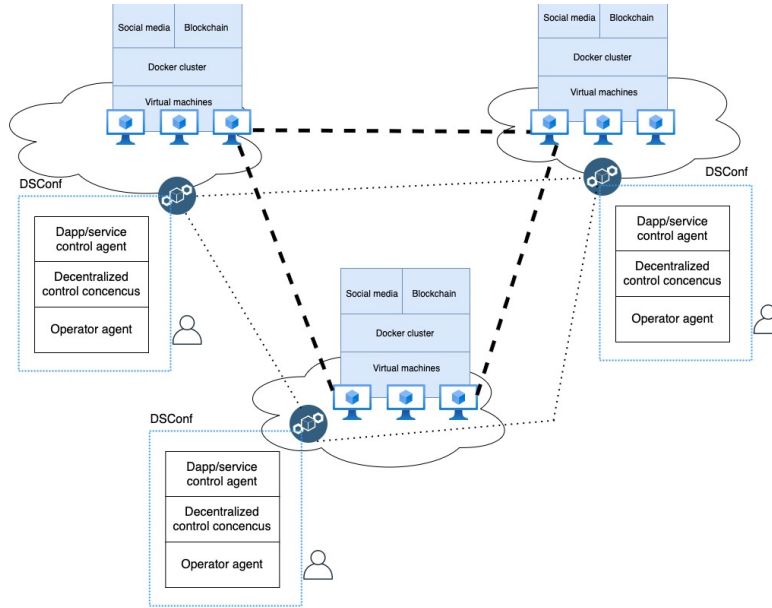 Social media
Blockchain
Docker cluster
Virtual machines
Social media
Blockchain
Docker cluster
Virtual machines
DSConf
Dapp/service
control agent
Decentralized
control concencus
Operator agent
DSConf
Dapp/service
control agent
Decentralized
control concencus
Operator agent
Social media
Blockchain
Docker cluster
Virtual machines
DSConf
Dapp/service
control agent
Decentralized
control concencus
Operator agent